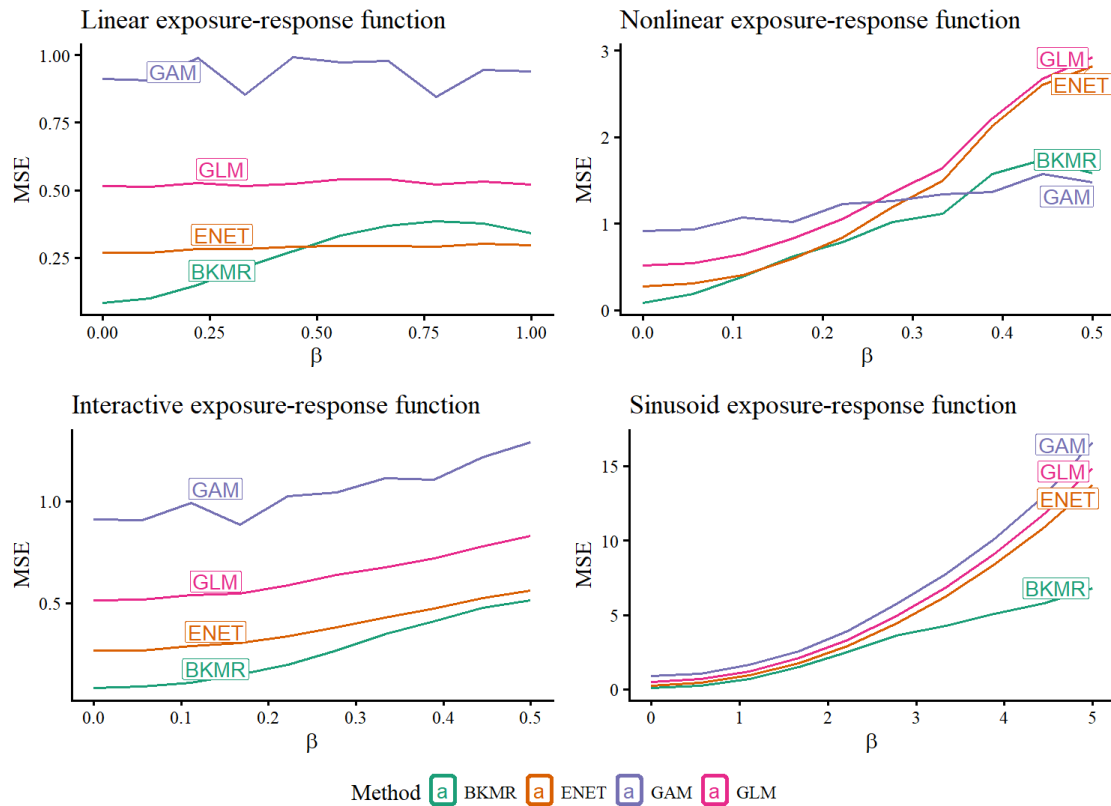 Linear exposure-response function
MSE
1.00
0.75
0.50
0.25
GAM
GLM
ENET
BKMR
0.00 0.25 0.50 0.75 1.00
β
Nonlinear exposure-response function
MSE
3
2
1
0
GLM
ENET
BKMR
GAM
0.0 0.1 0.2 0.3 0.4 0.5
β
Interactive exposure-response function
MSE
1.0
0.5
GAM
GLM
ENET
BKMR
0.0 0.1 0.2 0.3 0.4 0.5
β
Sinusoid exposure-response function
MSE
15
10
5
0
GAM
GLM
ENET
BKMR
0 1 2 3 4 5
β
Method a BKMR a ENET a GAM a GLM